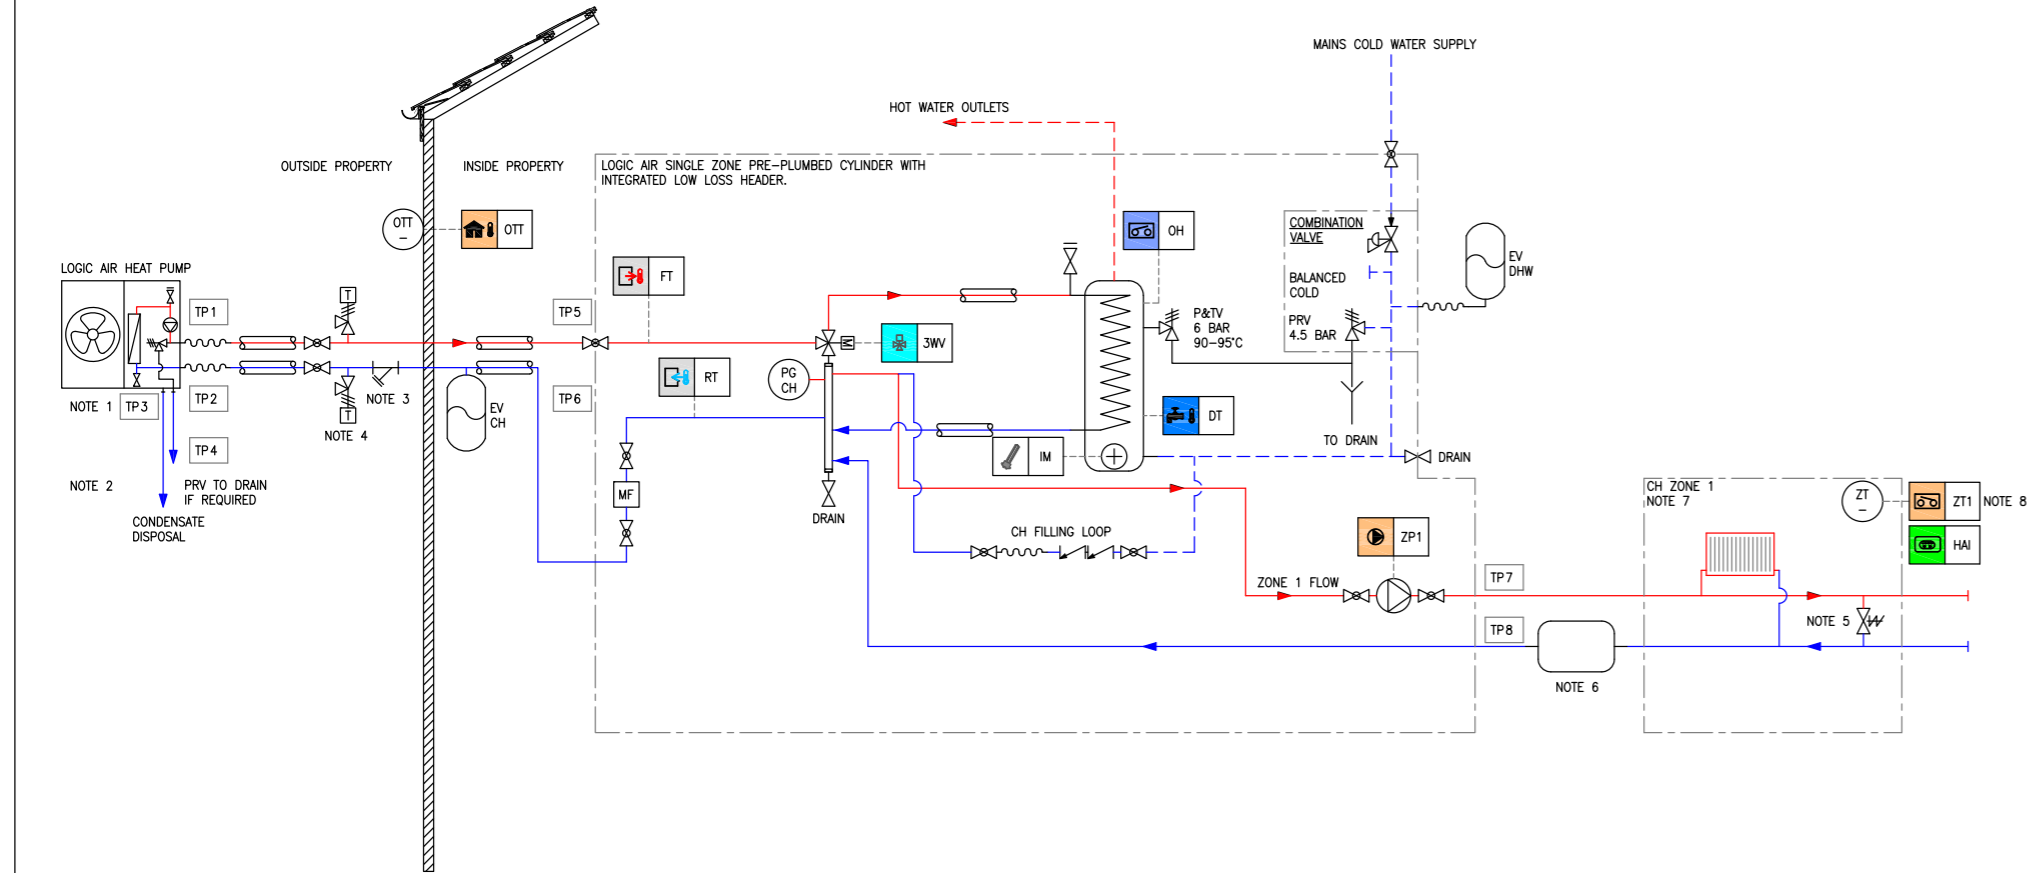 MAINS COLD WATER SUPPLY
HOT WATER OUTLETS
OUTSIDE PROPERTY
INSIDE PROPERTY
LOGIC AIR SINGLE ZONE PRE-PLUMBED CYLINDER WITH
INTEGRATED LOW LOSS HEADER.
OTT
–
OTT
OH
COMBINATION
VALVE
EV
DHW
LOGIC AIR HEAT PUMP
FT
BALANCED
COLD
TP1
T
TP5
P&TV
6 BAR
90-95°C
PRV
4.5 BAR
M
3WV
RT
PG
CH
NOTE 1
TP3
TP2
NOTE 3
EV
CH
TP6
T
NOTE 4
DT
TO DRAIN
TP4
IM
DRAIN
NOTE 2
PRV TO DRAIN
IF REQUIRED
MF
CH ZONE 1
NOTE 7
ZT
–
ZT1
NOTE 8
CONDENSATE
DISPOSAL
DRAIN
CH FILLING LOOP
ZP1
HAI
ZONE 1 FLOW
TP7
NOTE 5
TP8
NOTE 6